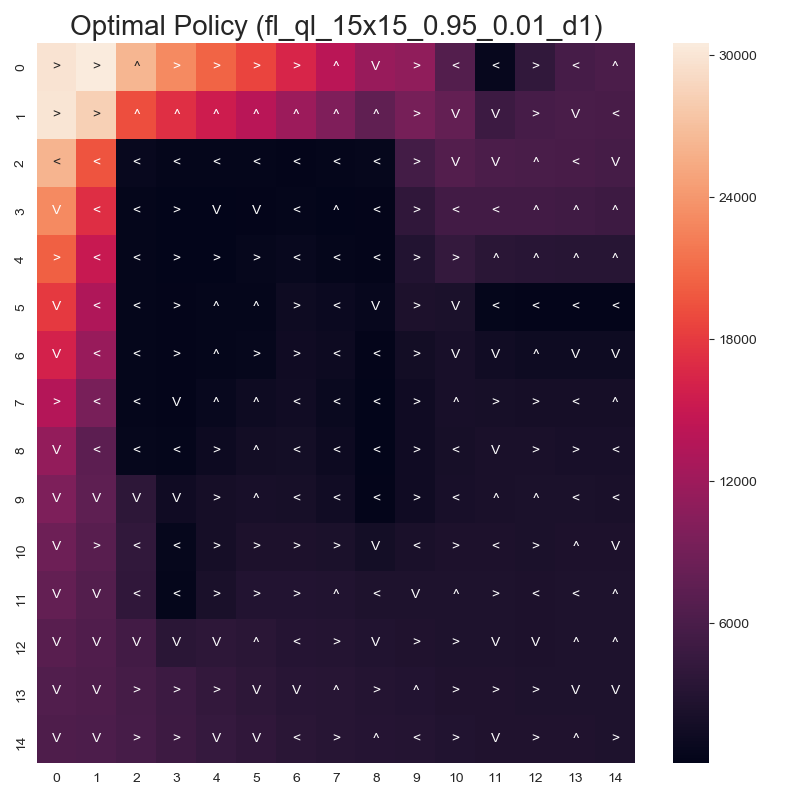 Optimal Policy (fl_ql_15x15_0.95_0.01_d1)
0 > > ^ > > > > ^ V > < < > < ^
1 > > ^ ^ ^ ^ ^ ^ ^ > V V > V <
2 < < < < < < < < < > V V ^ < V
3 V < < > V V < ^ < > < < ^ ^ ^
4 > < < > > > < < < > > ^ ^ ^ ^
5 V < < > ^ ^ > < V > V < < < <
6 V < < > ^ > > < < > V V ^ V V
7 > < < V ^ ^ < < < > ^ > > < ^
8 V < < < > ^ < < < > < V > > <
9 V V V V > ^ < < < > < ^ ^ < <
10 V > < < > > > > V < > < > ^ V
11 V V < < > > > ^ < V ^ > < < ^
12 V V V V V ^ < > V > > V V ^ ^
13 V V > > > V V ^ > ^ > > > V V
14 V V > > V V < > ^ < > V > ^ >
0 1 2 3 4 5 6 7 8 9 10 11 12 13 14
30000
24000
18000
12000
6000